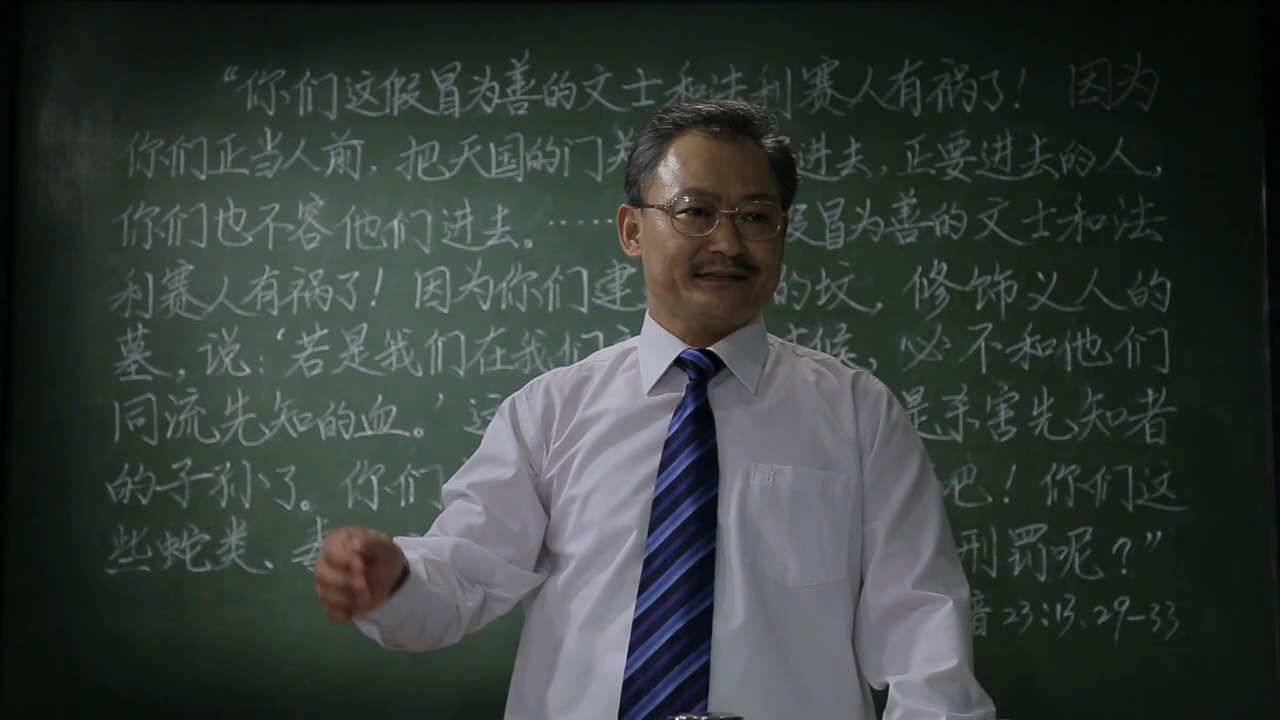 “你们这假冒为善的文士和法利赛人有祸了！因为
你们正当人前，把天国的门 进去，正要进去的人，
你们也不容他们进去。…… 冒为善的文士和法
利赛人有祸了！因为你们建 的坟，修饰义人的
墓，说：‘若是我们在我们 候，必不和他们
同流先知的血。’这 是杀害先知者
的子孙了。你们 吧！你们这
些蛇类、 刑罚呢？”
音23:13、29-33